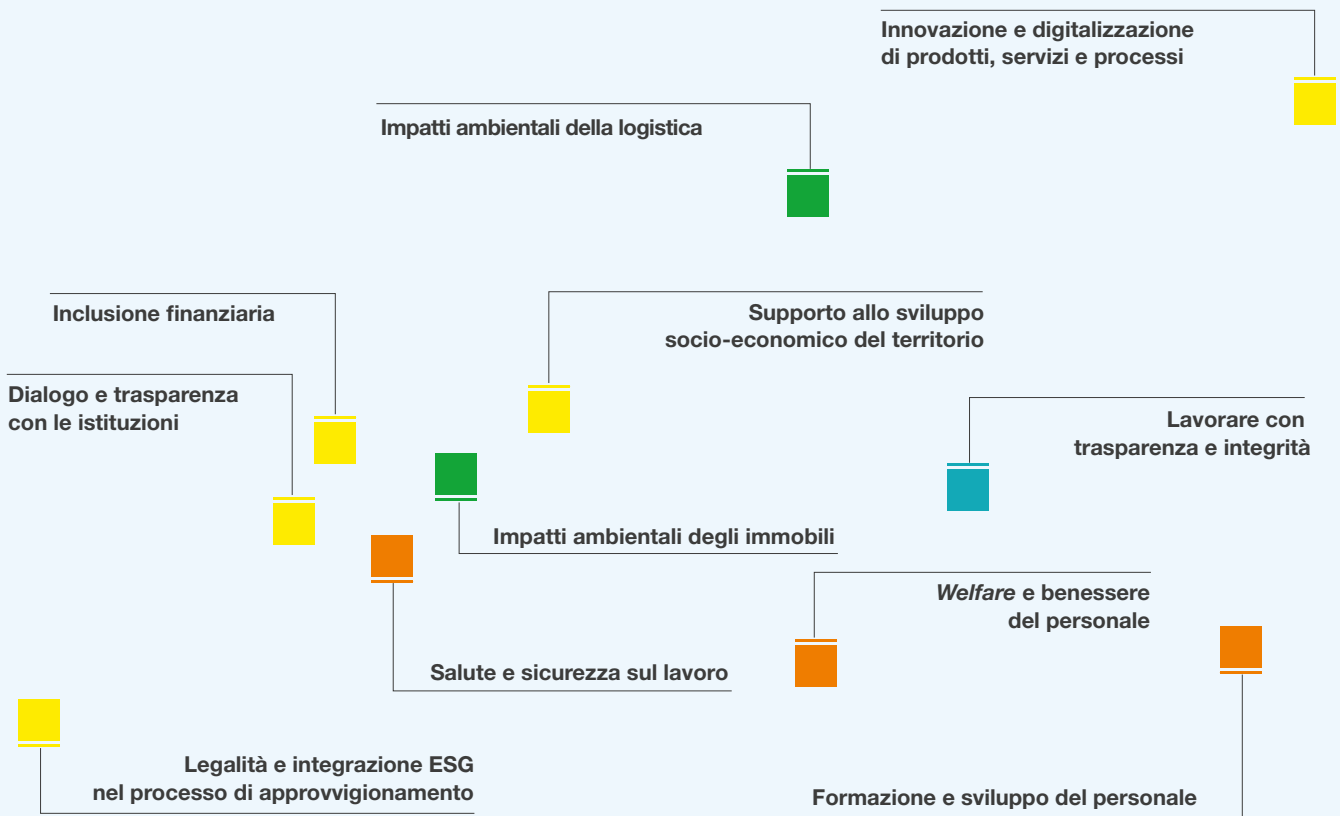 Innovazione e digitalizzazione
di prodotti, servizi e processi
Impatti ambientali della logistica
Inclusione finanziaria
Supporto allo sviluppo
socio-economico del territorio
Dialogo e trasparenza
con le istituzioni
Lavorare con
trasparenza e integrità
Impatti ambientali degli immobili
Welfare e benessere
del personale
Salute e sicurezza sul lavoro
Legalità e integrazione ESG
nel processo di approvvigionamento
Formazione e sviluppo del personale